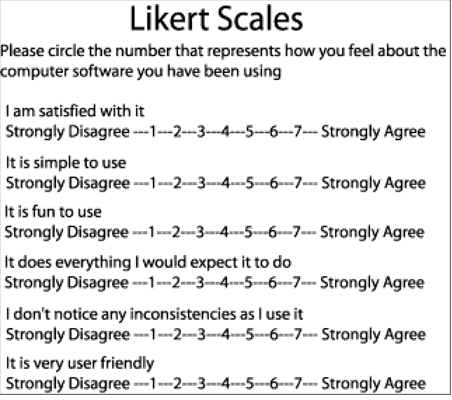 Likert Scales
Please circle the number that represents how you feel about the
computer software you have been using
I am satisfied with it
Strongly Disagree ---1---2---3---4---5---6---7--- Strongly Agree
It is simple to use
Strongly Disagree ---1---2---3---4---5---6---7--- Strongly Agree
It is fun to use
Strongly Disagree ---1---2---3---4---5---6---7--- Strongly Agree
It does everything I would expect it to do
Strongly Disagree ---1---2---3---4---5---6---7--- Strongly Agree
I don't notice any inconsistencies as I use it
Strongly Disagree ---1---2---3---4---5---6---7--- Strongly Agree
It is very user friendly
Strongly Disagree ---1---2---3---4---5---6---7--- Strongly Agree